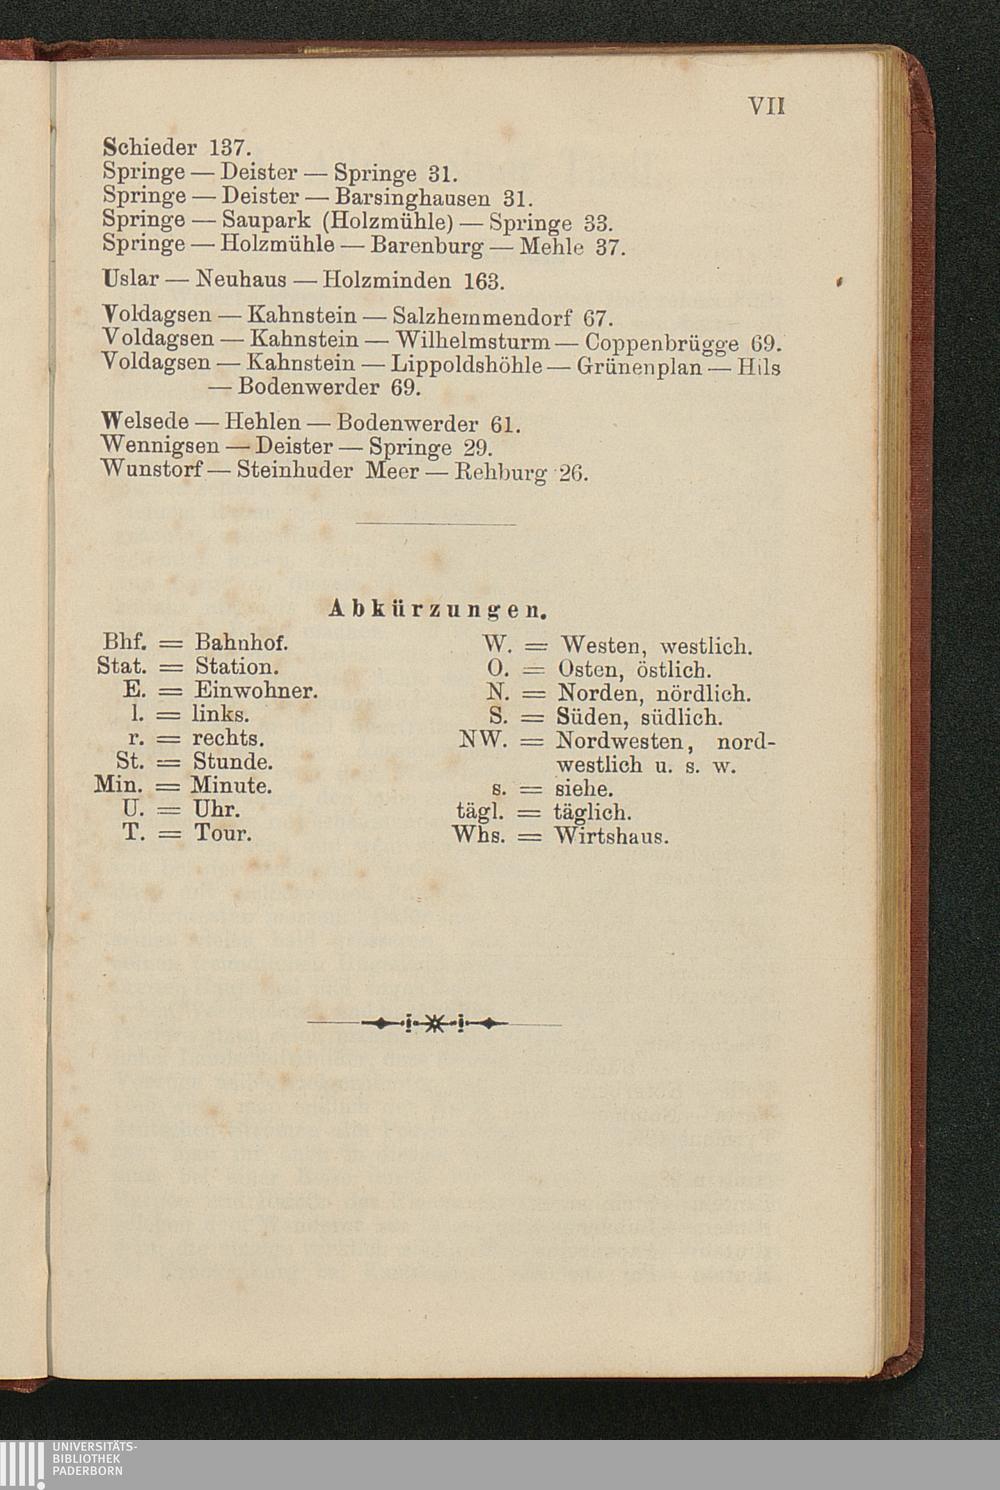 VII
Schieder 137.
Springe — Deister — Springe 31.
Springe — Deister — Barsinghausen 31.
Springe — Saupark (Holzmühle) — Springe 33.
Springe — Holzmühle — Barenburg — Mehle 37.
Uslar — Neuhaus — Holzminden 163.
Voldagsen — Kahnstein — Salzhemmendorf 67.
Voldagsen — Kahnstein — Wilhelmsturm — Coppenbrügge 69.
Voldagsen — Kahnstein — Lippoldshöhle — Grünenplan — Hils
— Bodenwerder 69.
Welsede — Hehlen — Bodenwerder 61.
Wennigsen — Deister — Springe 29.
Wunstorf — Steinhuder Meer — Rehburg 26.
Abkürzungen.
Bhf. = Bahnhof.
Stat. = Station.
E. = Einwohner.
l. = links.
r. = rechts.
St. = Stunde.
Min. = Minute.
U. = Uhr.
T. = Tour.
W. = Westen, westlich.
O. = Osten, östlich.
N. = Norden, nördlich.
S. = Süden, südlich.
NW. = Nordwesten, nord-
westlich u. s. w.
s. = siehe.
tägl. = täglich.
Whs. = Wirtshaus.
UNIVERSITÄTS-
BIBLIOTHEK
PADERBORN